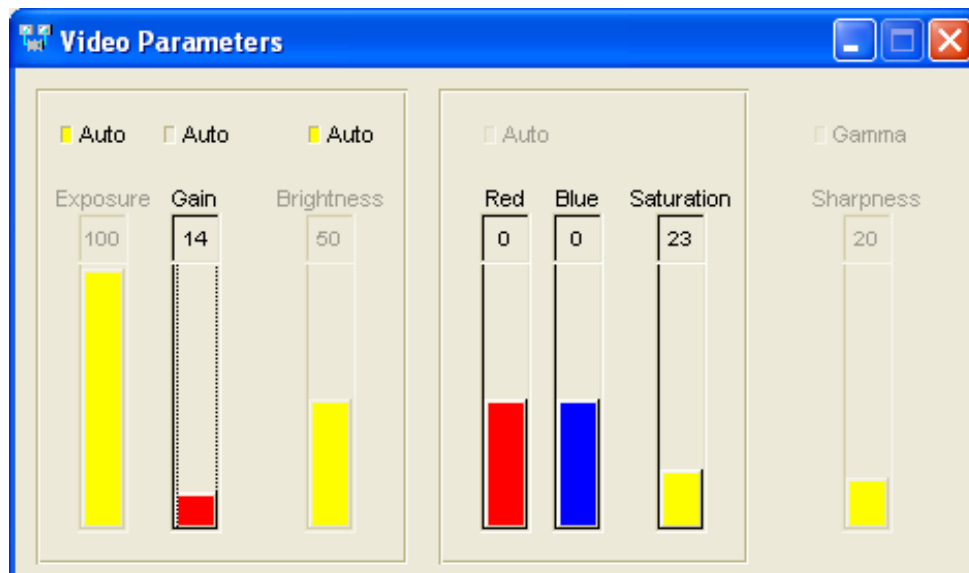 Video Parameters
Auto Auto Auto Auto Gamma
Exposure Gain Brightness Red Blue Saturation Sharpness
100 14 50 0 0 23 20